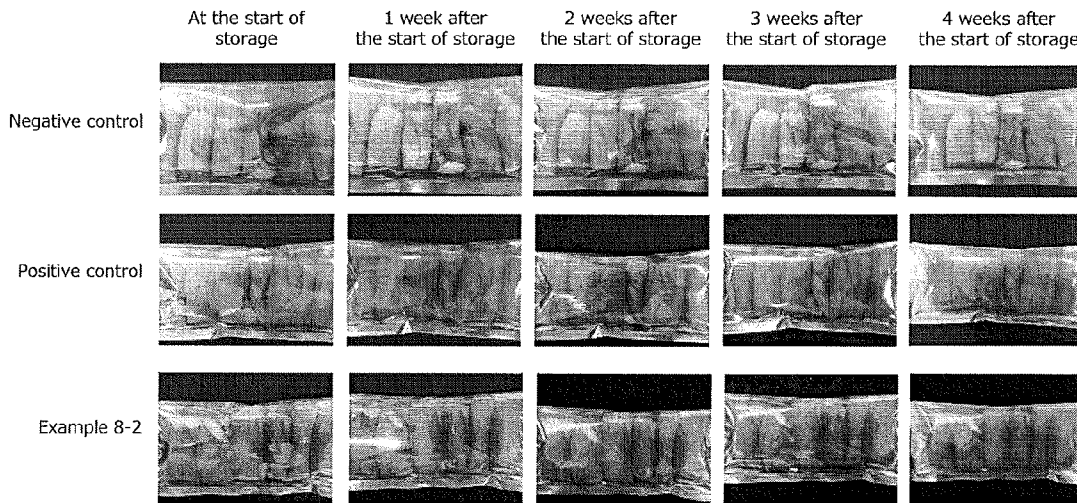 At the start of
storage
1 week after
the start of storage
2 weeks after
the start of storage
3 weeks after
the start of storage
4 weeks after
the start of storage
Negative control
Positive control
Example 8-2